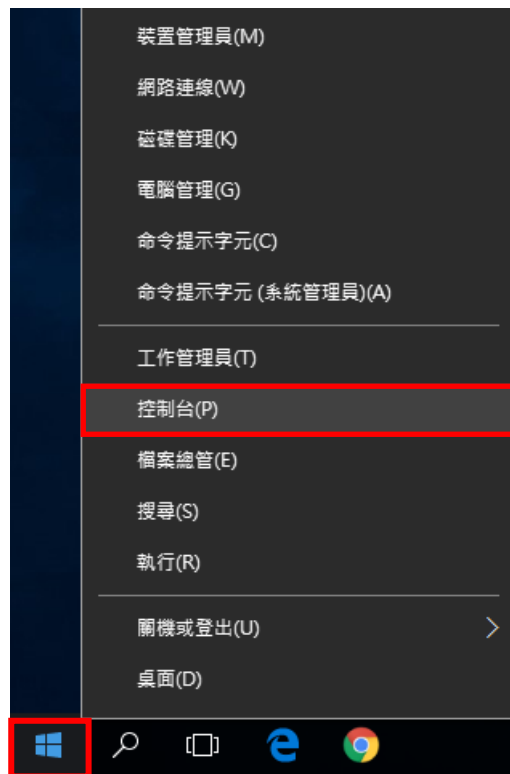 裝置管理員(M)
網路連線(W)
磁碟管理(K)
電腦管理(G)
命令提示字元(C)
命令提示字元 (系統管理員)(A)
工作管理員(T)
控制台(P)
檔案總管(E)
搜尋(S)
執行(R)
關機或登出(U)
桌面(D)